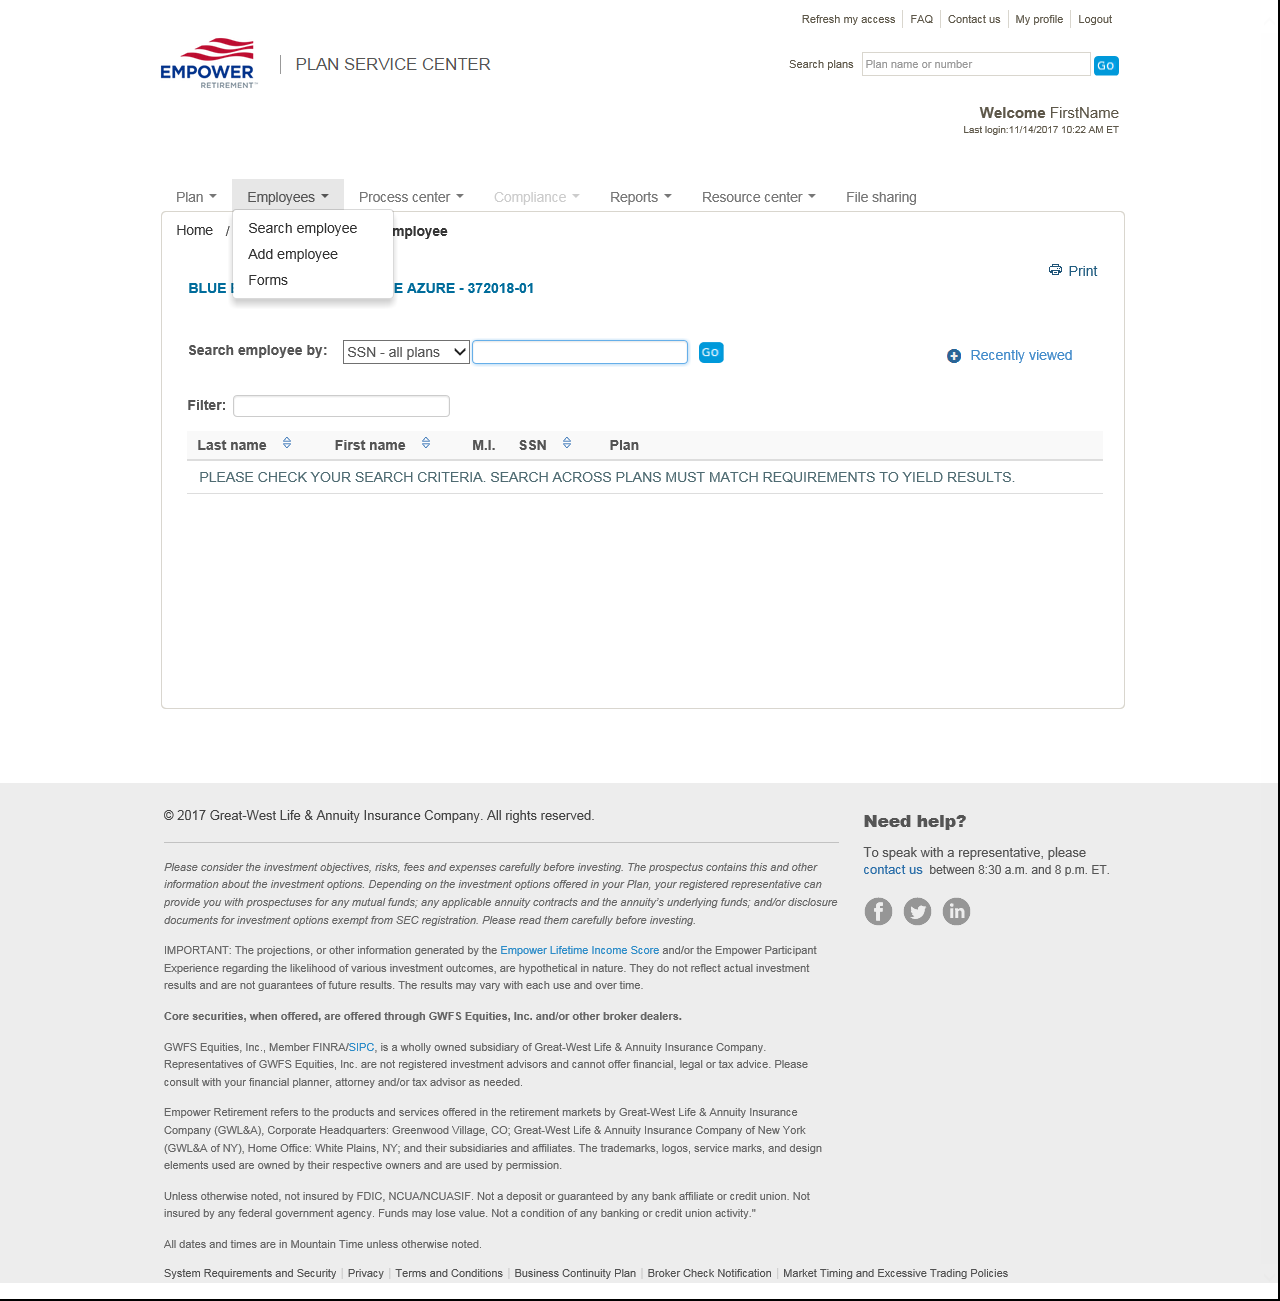 Refresh my access FAQ Contact us My profile Logout
EMPOWER
RETIREMENT™
PLAN SERVICE CENTER
Search plans Plan name or number GO
Welcome FirstName
Last login:11/14/2017 10:22 AM ET
Plan Employees Process center Compliance Reports Resource center File sharing
Home / mployee
Search employee
Add employee
Forms
Print
BLUE E AZURE - 372018-01
Search employee by: SSN - all plans GO
Recently viewed
Filter:
Last name First name M.I. SSN Plan
PLEASE CHECK YOUR SEARCH CRITERIA. SEARCH ACROSS PLANS MUST MATCH REQUIREMENTS TO YIELD RESULTS.
© 2017 Great-West Life & Annuity Insurance Company. All rights reserved.
Please consider the investment objectives, risks, fees and expenses carefully before investing. The prospectus contains this and other
information about the investment options. Depending on the investment options offered in your Plan, your registered representative can
provide you with prospectuses for any mutual funds; any applicable annuity contracts and the annuity's underlying funds; and/or disclosure
documents for investment options exempt from SEC registration. Please read them carefully before investing.
IMPORTANT: The projections, or other information generated by the Empower Lifetime Income Score and/or the Empower Participant
Experience regarding the likelihood of various investment outcomes, are hypothetical in nature. They do not reflect actual investment
results and are not guarantees of future results. The results may vary with each use and over time.
Core securities, when offered, are offered through GWFS Equities, Inc. and/or other broker dealers.
GWFS Equities, Inc., Member FINRA/SIPC, is a wholly owned subsidiary of Great-West Life & Annuity Insurance Company.
Representatives of GWFS Equities, Inc. are not registered investment advisors and cannot offer financial, legal or tax advice. Please
consult with your financial planner, attorney and/or tax advisor as needed.
Empower Retirement refers to the products and services offered in the retirement markets by Great-West Life & Annuity Insurance
Company (GWL&A), Corporate Headquarters: Greenwood Village, CO; Great-West Life & Annuity Insurance Company of New York
(GWL&A of NY), Home Office: White Plains, NY; and their subsidiaries and affiliates. The trademarks, logos, service marks, and design
elements used are owned by their respective owners and are used by permission.
Unless otherwise noted, not insured by FDIC, NCUA/NCUASIF. Not a deposit or guaranteed by any bank affiliate or credit union. Not
insured by any federal government agency. Funds may lose value. Not a condition of any banking or credit union activity."
All dates and times are in Mountain Time unless otherwise noted.
System Requirements and Security | Privacy | Terms and Conditions | Business Continuity Plan | Broker Check Notification | Market Timing and Excessive Trading Policies
Need help?
To speak with a representative, please
contact us between 8:30 a.m. and 8 p.m. ET.
f in